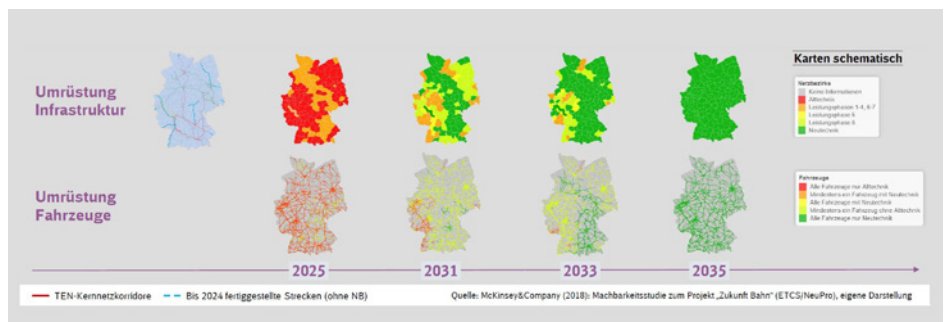 Karten schematisch
Umrüstung
Infrastruktur
Netzbezirke
Keine Informationen
Alttechnik
Leistungsphase 1-4, 6-7
Leistungsphase 5
Leistungsphase 8
Neutechnik
Umrüstung
Fahrzeuge
Fahrzeuge
Alle Fahrzeuge nur Alttechnik
Mindestens ein Fahrzeug mit Neutechnik
Alle Fahrzeuge mit Neutechnik
Mindestens ein Fahrzeug ohne Alttechnik
Alle Fahrzeuge nur Neutechnik
2025
2031
2033
2035
TEN-Kernnetzkorridore
Bis 2024 fertiggestellte Strecken (ohne NB)
Quelle: McKinsey&Company (2018): Machbarkeitsstudie zum Projekt „Zukunft Bahn“ (ETCS/NeuPro), eigene Darstellung